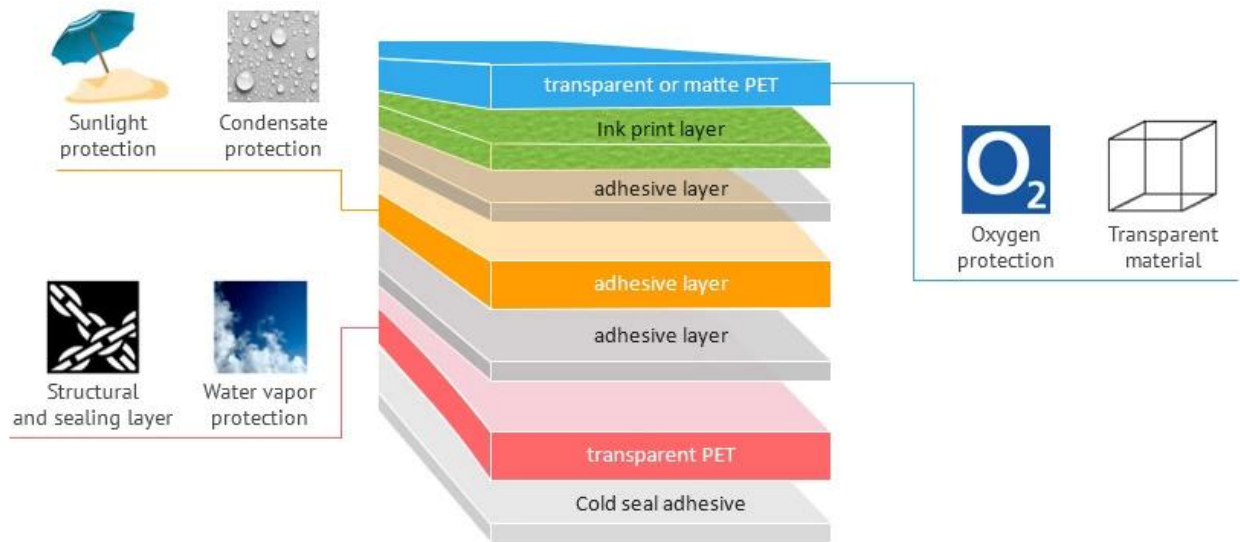 Sunlight
protection
Condensate
protection
transparent or matte PET
Ink print layer
adhesive layer
adhesive layer
adhesive layer
transparent PET
Cold seal adhesive
Structural
and sealing layer
Water vapor
protection
O2
Oxygen
protection
Transparent
material